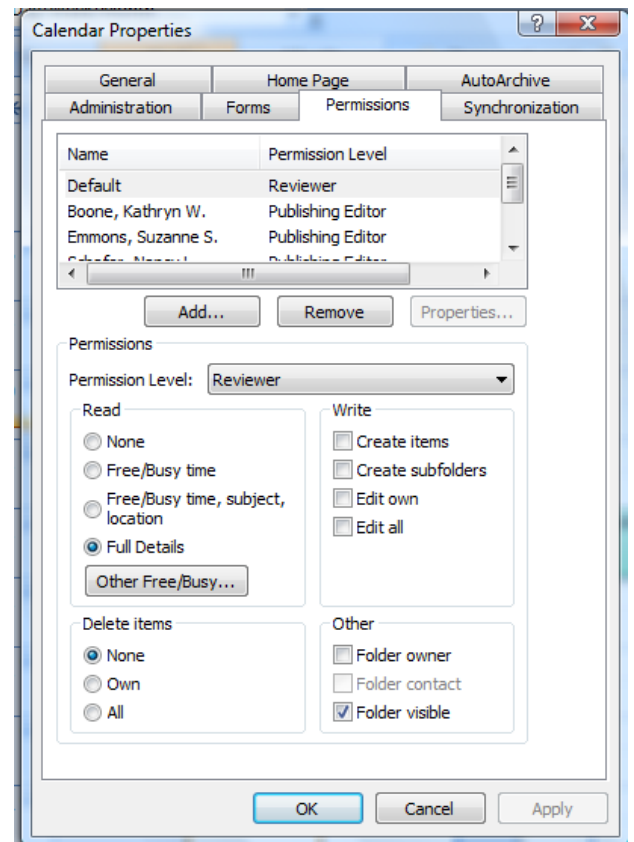 Calendar Properties
General Home Page AutoArchive
Administration Forms Permissions Synchronization
Name Permission Level
Default Reviewer
Boone, Kathryn W. Publishing Editor
Emmons, Suzanne S. Publishing Editor
Publishing Editor
Add... Remove Properties...
Permissions
Permission Level: Reviewer
Read
None
Free/Busy time
Free/Busy time, subject,
location
Full Details
Other Free/Busy...
Write
Create items
Create subfolders
Edit own
Edit all
Delete items
None
Own
All
Other
Folder owner
Folder contact
Folder visible
OK Cancel Apply